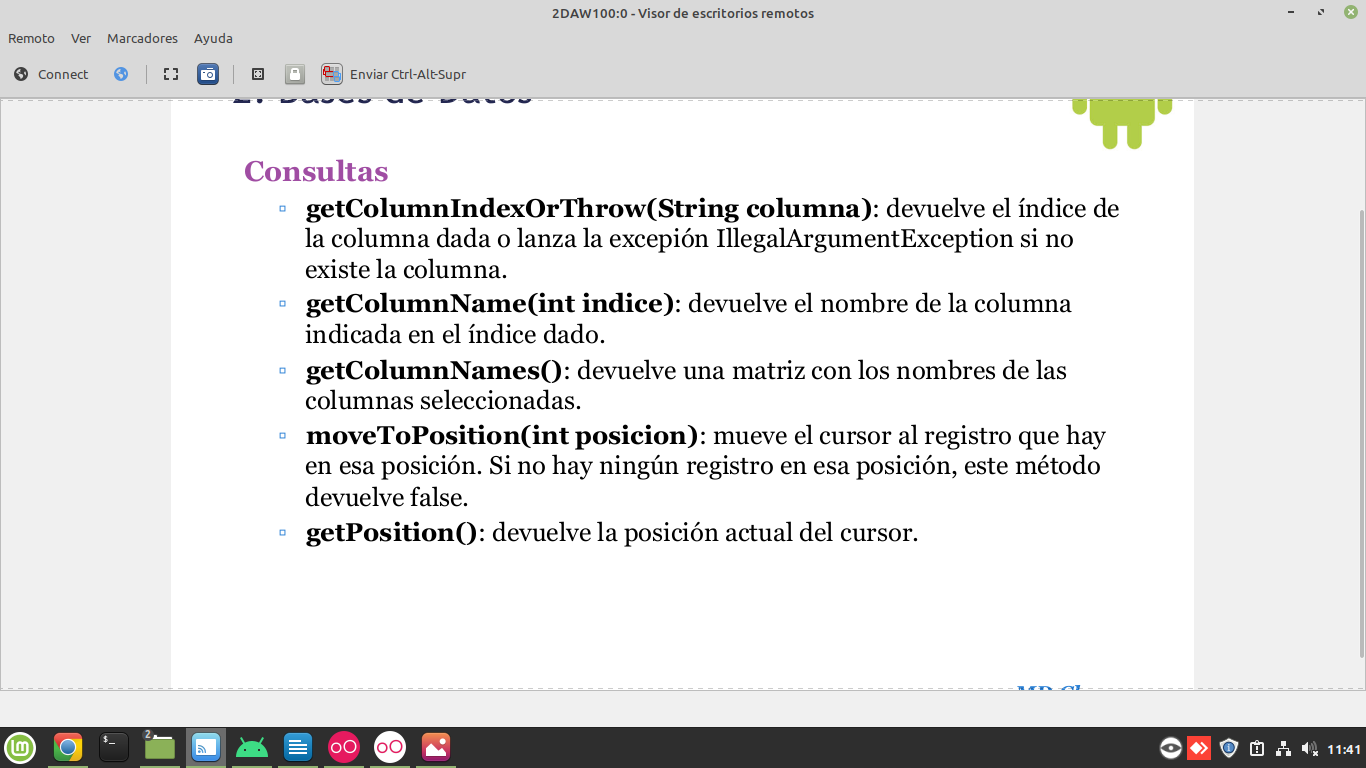 2DAW100:0 - Visor de escritorios remotos
Remoto Ver Marcadores Ayuda
Connect Enviar Ctrl-Alt-Supr
2. Bases de Datos
Consultas
getColumnIndexOrThrow(String columna): devuelve el índice de
la columna dada o lanza la excepión IllegalArgumentException si no
existe la columna.
getColumnName(int indice): devuelve el nombre de la columna
indicada en el índice dado.
getColumnNames(): devuelve una matriz con los nombres de las
columnas seleccionadas.
moveToPosition(int posicion): mueve el cursor al registro que hay
en esa posición. Si no hay ningún registro en esa posición, este método
devuelve false.
getPosition(): devuelve la posición actual del cursor.
2
11:41